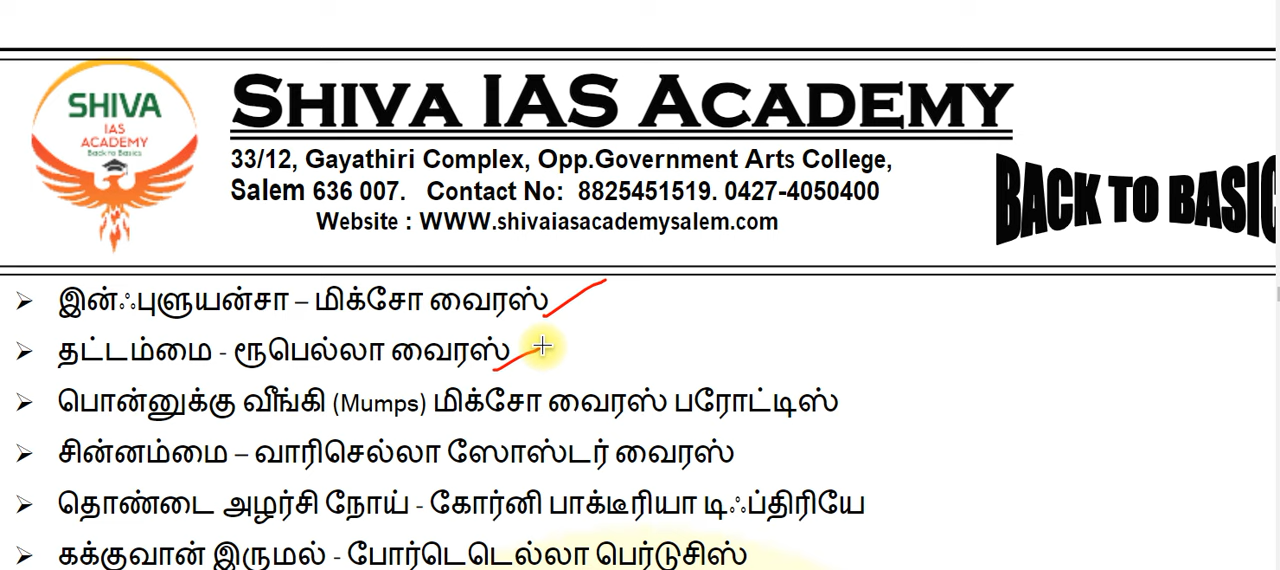 SHIVA
IAS
ACADEMY
Back to Basics
SHIVA IAS ACADEMY
33/12, Gayathiri Complex, Opp.Government Arts College,
Salem 636 007. Contact No: 8825451519. 0427-4050400
Website : WWW.shivaiasacademysalem.com
BACK TO BASIC
➢ இன்ஃபுளுயன்சா – மிக்சோ வைரஸ்
➢ தட்டம்மை - ரூபெல்லா வைரஸ்
➢ பொன்னுக்கு வீங்கி (Mumps) மிக்சோ வைரஸ் பரோட்டிஸ்
➢ சின்னம்மை – வாரிசெல்லா ஸோஸ்டர் வைரஸ்
➢ தொண்டை அழர்சி நோய் - கோர்னி பாக்டீரியா டிஃப்திரியே
➢ கக்குவான் இருமல் - போர்டெடெல்லா பெர்டுசிஸ்